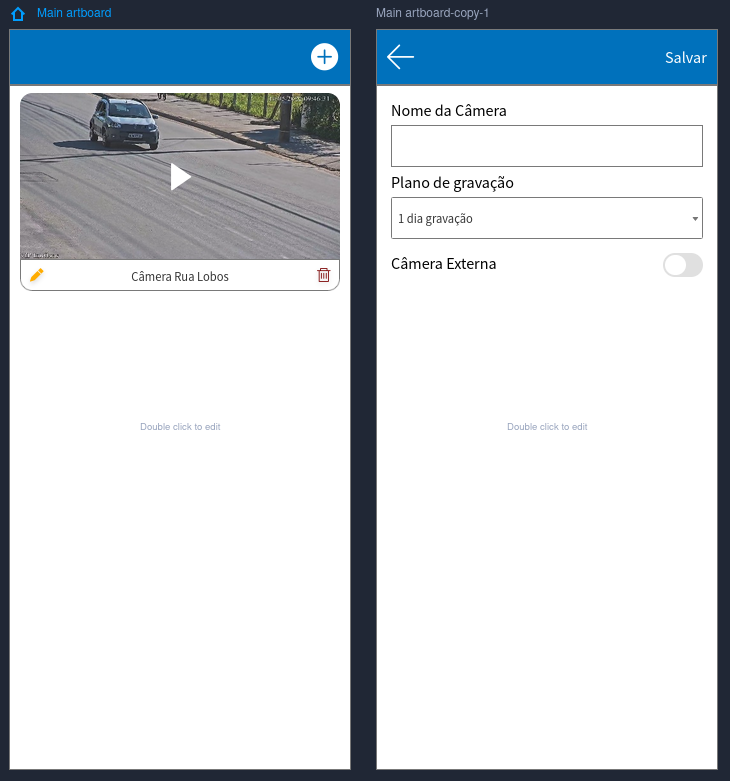 Main artboard
Câmera Rua Lobos
Double click to edit
Main artboard-copy-1
Salvar
Nome da Câmera
Plano de gravação
1 dia gravação
Câmera Externa
Double click to edit